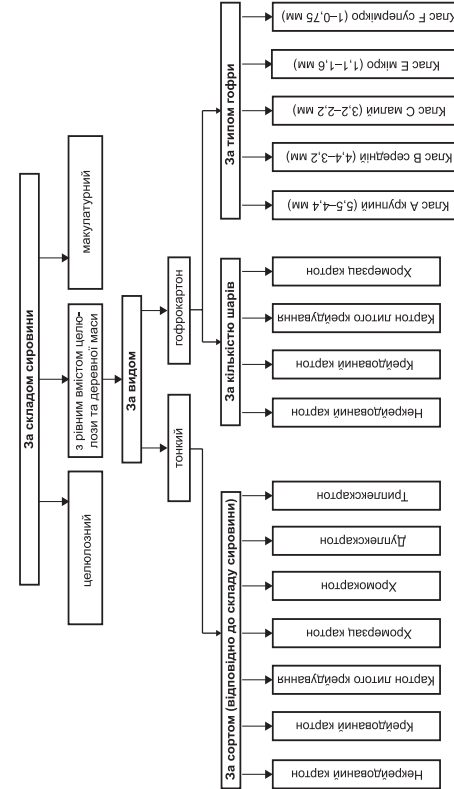 За складом сировини
целюлозний
з рівним вмістом целю-
лози та деревної маси
макулатурний
За видом
тонкий
гофрокартон
За сортом (відповідно до складу сировини)
Некрейдований картон
Крейдований картон
Картон литого крейдування
Хромерзац картон
Хромокартон
Дуплекскартон
Триплекскартон
За кількістю шарів
Некрейдований картон
Крейдований картон
Картон литого крейдування
Хромерзац картон
За типом гофри
Клас А крупний (5,5–4,4 мм)
Клас В середній (4,4–3,2 мм)
Клас С малий (3,2–2,2 мм)
Клас Е мікро (1,1–1,6 мм)
Клас F супермікро (1–0,75 мм)